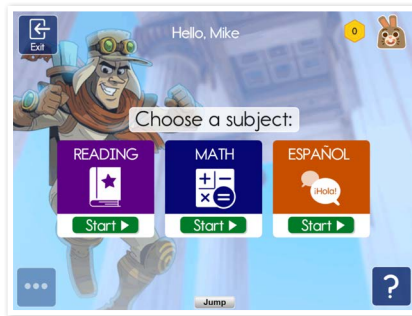 Hello, Mike
0
Exit
Choose a subject:
READING
MATH
ESPAÑOL
+ -
× =
¡Hola!
Start
Start
Start
?
Jump